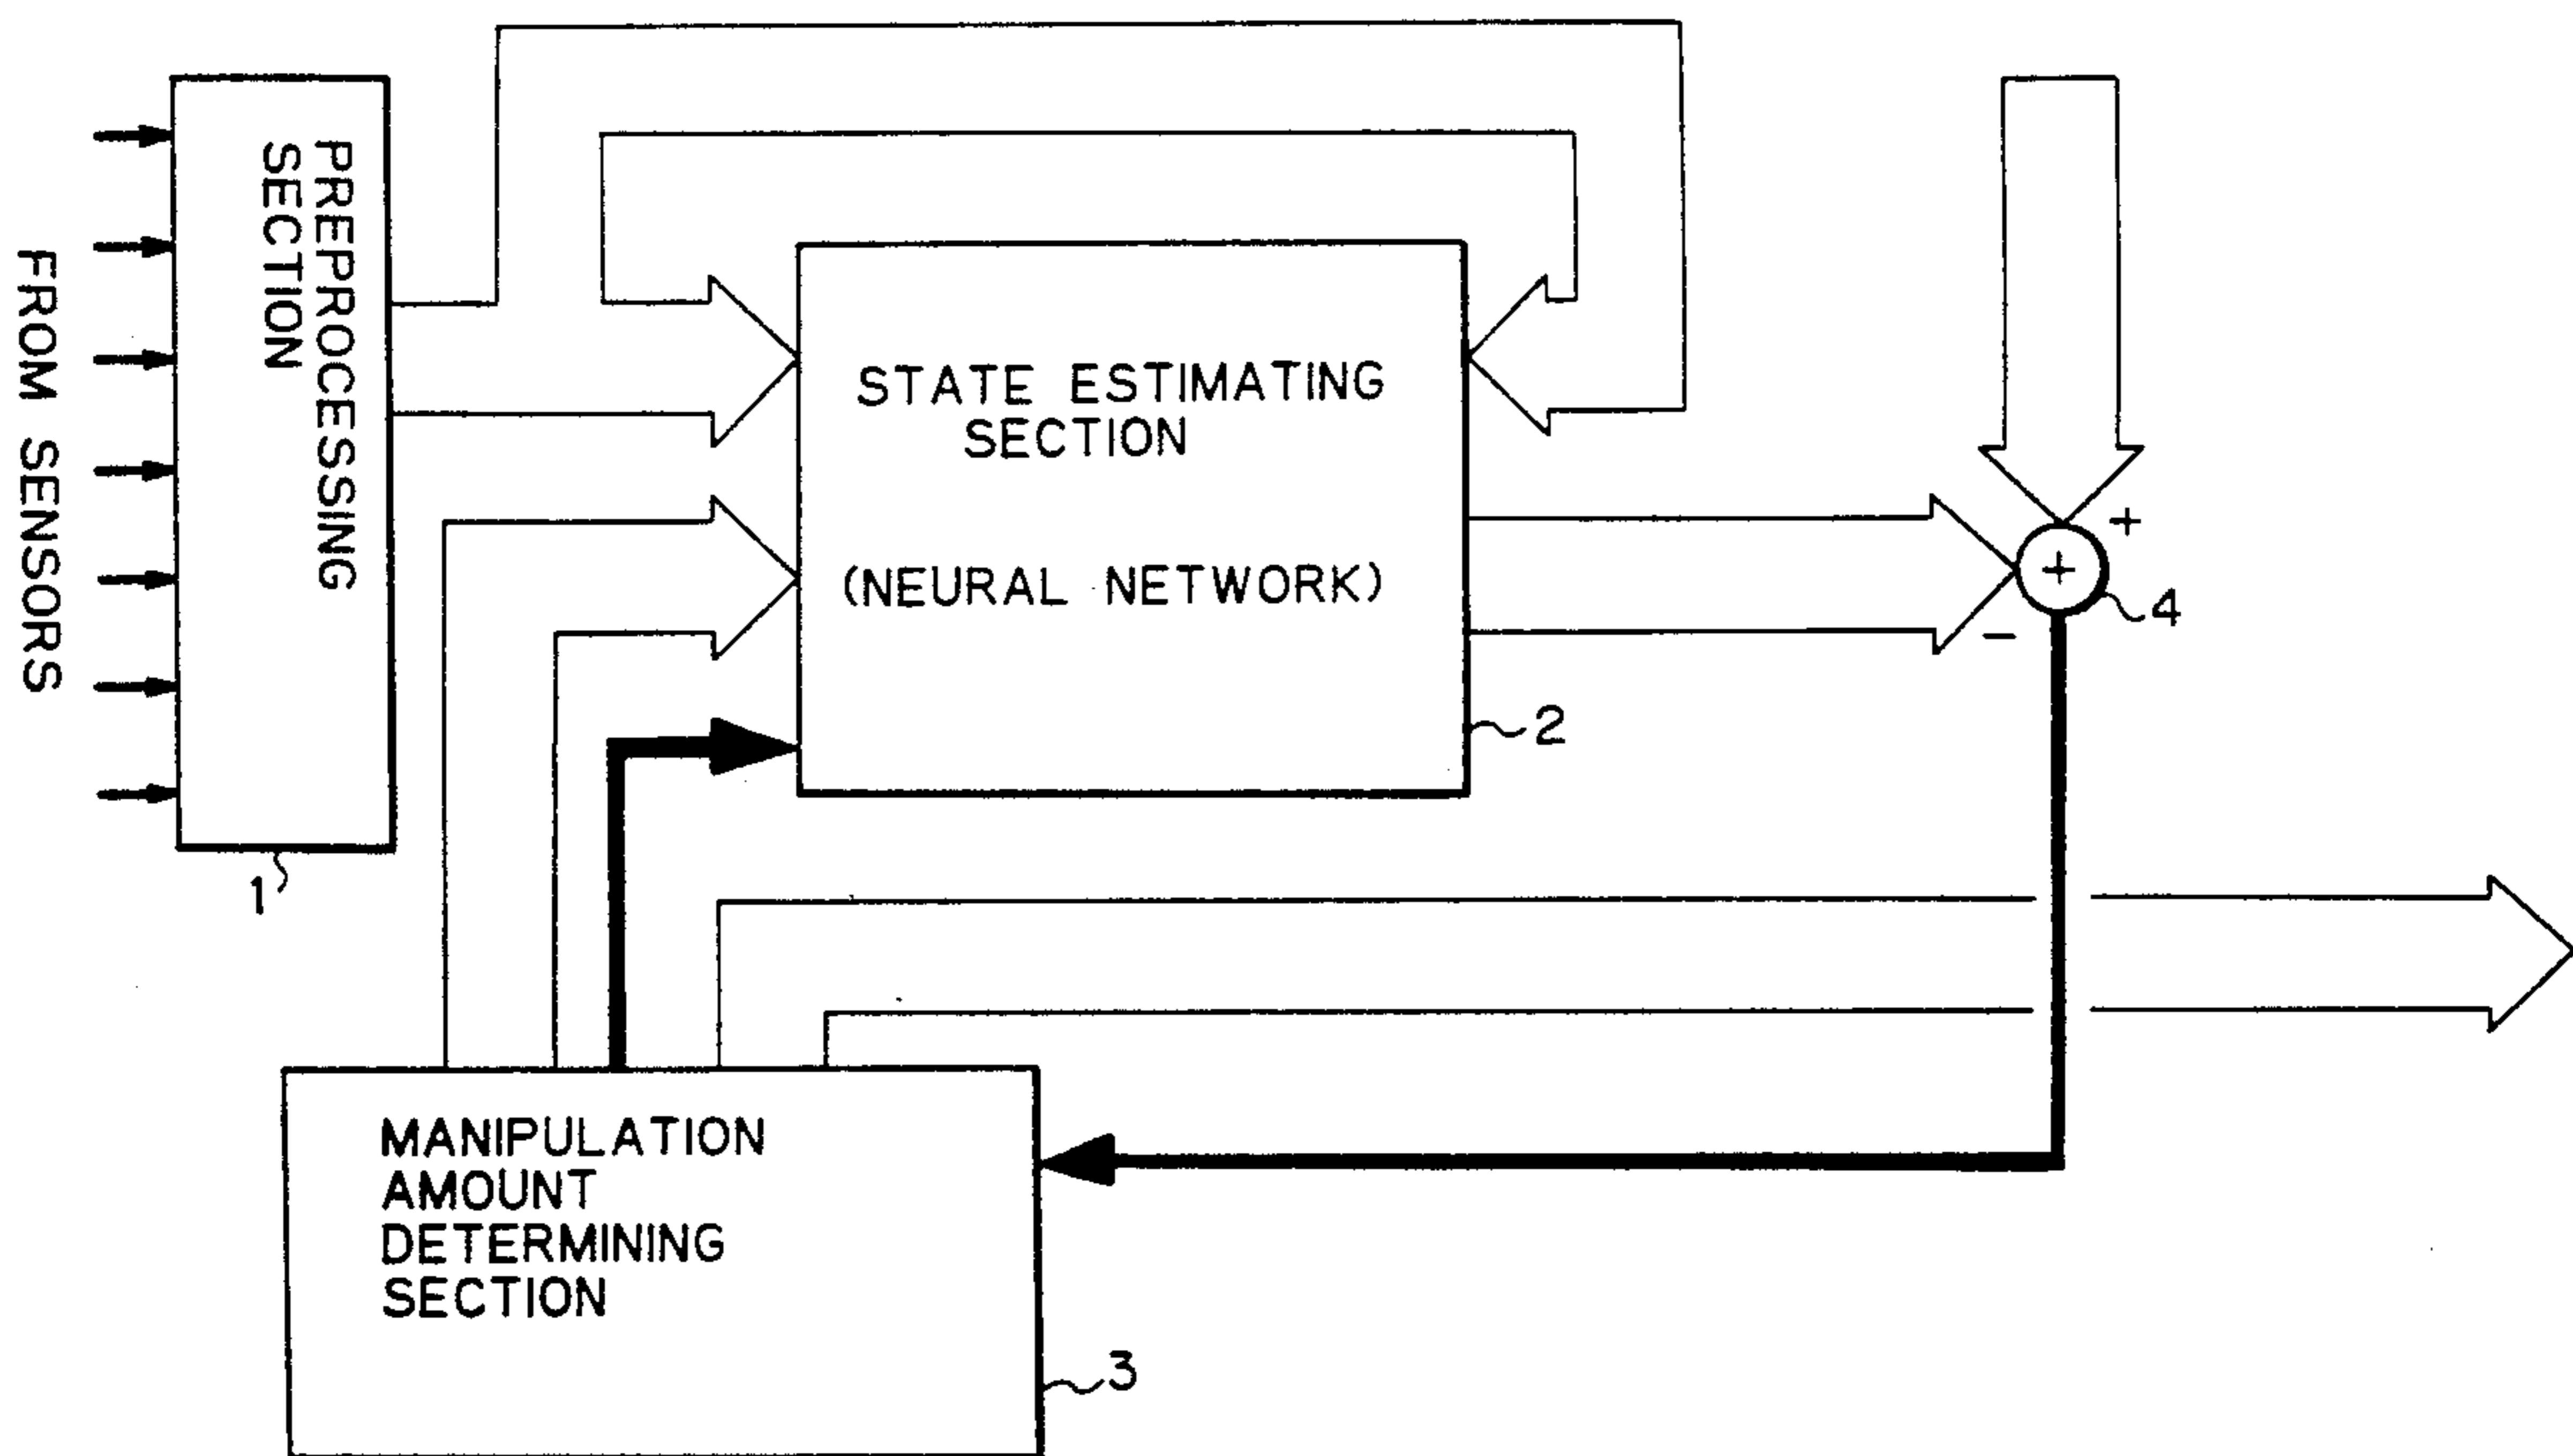 FROM SENSORS
PREPROCESSING
SECTION
1
STATE ESTIMATING
SECTION
(NEURAL NETWORK)
2
+
+
−
4
MANIPULATION
AMOUNT
DETERMINING
SECTION
3